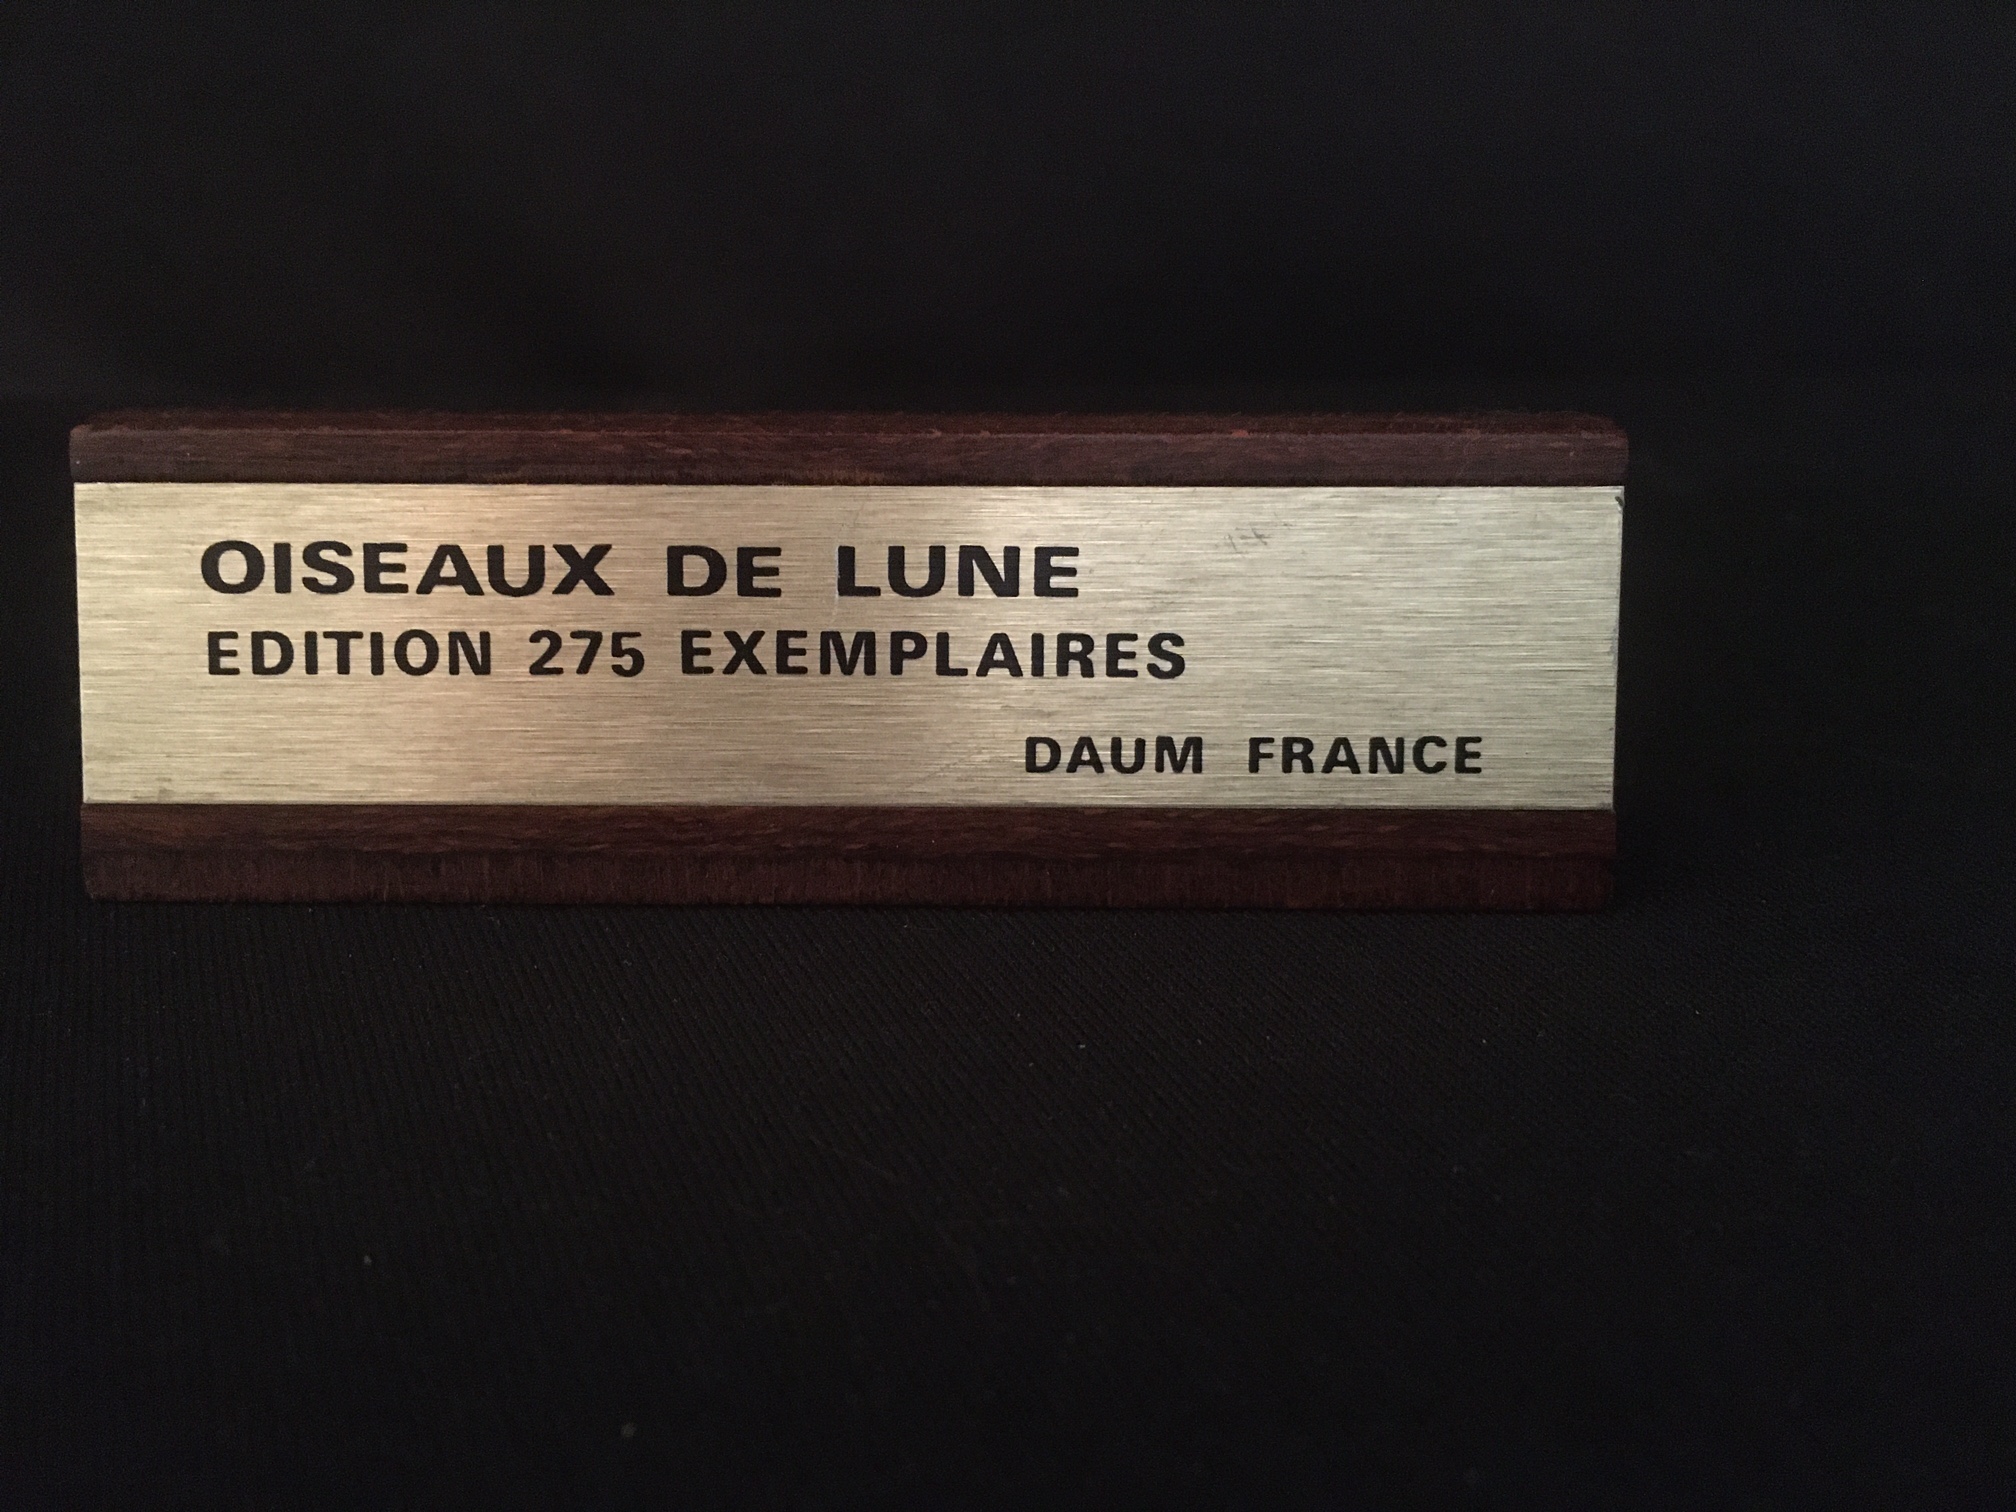 OISEAUX DE LUNE
EDITION 275 EXEMPLAIRES
DAUM FRANCE